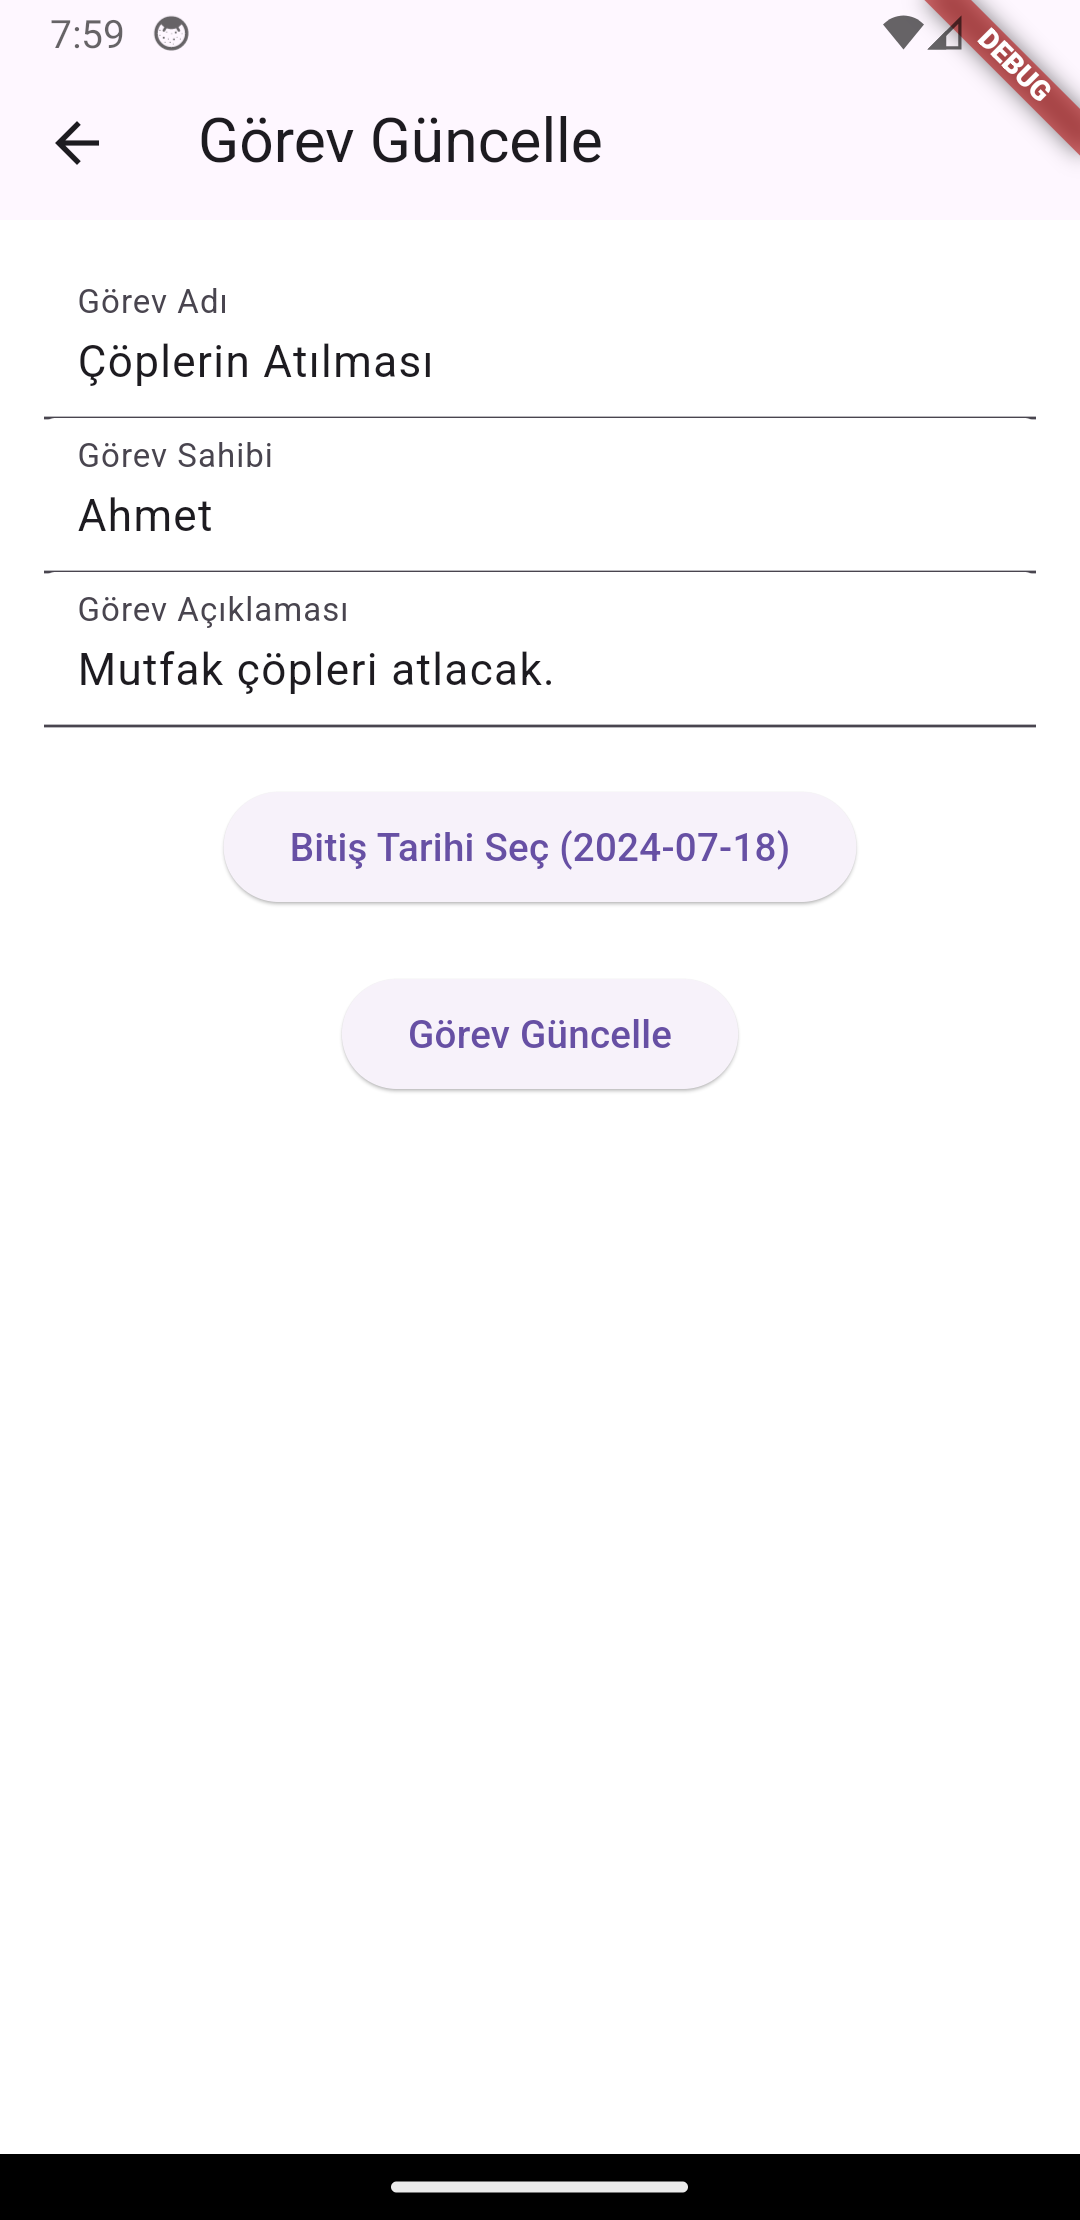 7:59
DEBUG
Görev Güncelle
Görev Adı
Çöplerin Atılması
Görev Sahibi
Ahmet
Görev Açıklaması
Mutfak çöpleri atlacak.
Bitiş Tarihi Seç (2024-07-18)
Görev Güncelle